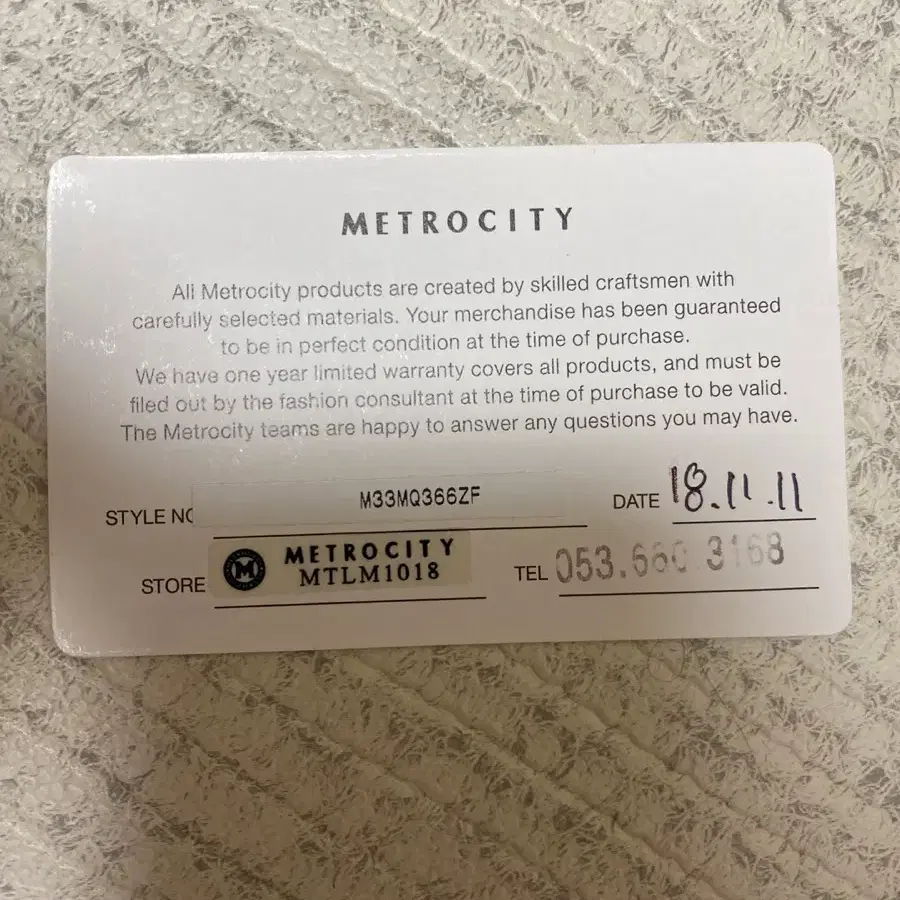 METROCITY
All Metrocity products are created by skilled craftsmen with
carefully selected materials. Your merchandise has been guaranteed
to be in perfect condition at the time of purchase.
We have one year limited warranty covers all products, and must be
filed out by the fashion consultant at the time of purchase to be valid.
The Metrocity teams are happy to answer any questions you may have.
STYLE NO M33MQ366ZF DATE 18.11.11
STORE M METROCITY TEL 053.660 3168
MTLM1018